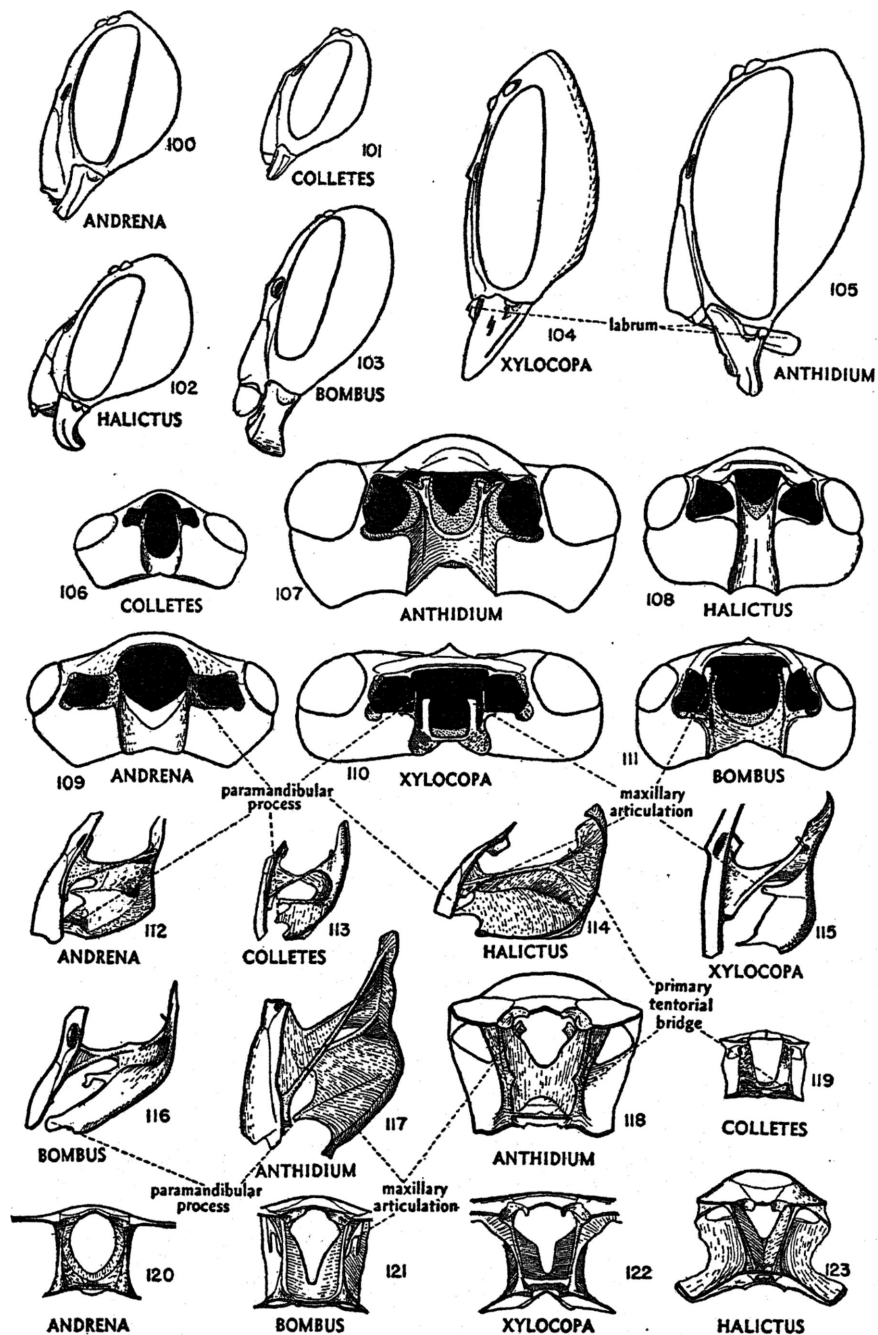 100
ANDRENA
101
COLLETES
102
HALICTUS
103
BOMBUS
104
XYLOCOPA
labrum
105
ANTHIDIUM
106
COLLETES
107
ANTHIDIUM
108
HALICTUS
109
ANDRENA
110
XYLOCOPA
111
BOMBUS
paramandibular
process
maxillary
articulation
112
ANDRENA
113
COLLETES
114
HALICTUS
115
XYLOCOPA
primary
tentorial
bridge
116
BOMBUS
117
ANTHIDIUM
118
ANTHIDIUM
119
COLLETES
paramandibular
process
maxillary
articulation
120
ANDRENA
121
BOMBUS
122
XYLOCOPA
123
HALICTUS